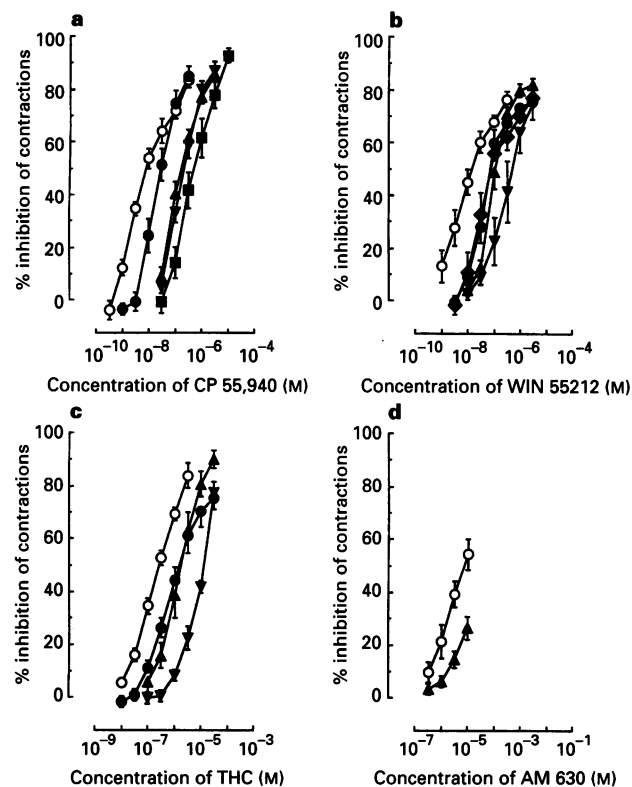 a
% inhibition of contractions
100
80
60
40
20
0
10⁻¹⁰ 10⁻⁸ 10⁻⁶ 10⁻⁴
Concentration of CP 55,940 (M)
b
% inhibition of contractions
100
80
60
40
20
0
10⁻¹⁰ 10⁻⁸ 10⁻⁶ 10⁻⁴
Concentration of WIN 55212 (M)
c
% inhibition of contractions
100
80
60
40
20
0
10⁻⁹ 10⁻⁷ 10⁻⁵ 10⁻³
Concentration of THC (M)
d
% inhibition of contractions
100
80
60
40
20
0
10⁻⁷ 10⁻⁵ 10⁻³ 10⁻¹
Concentration of AM 630 (M)